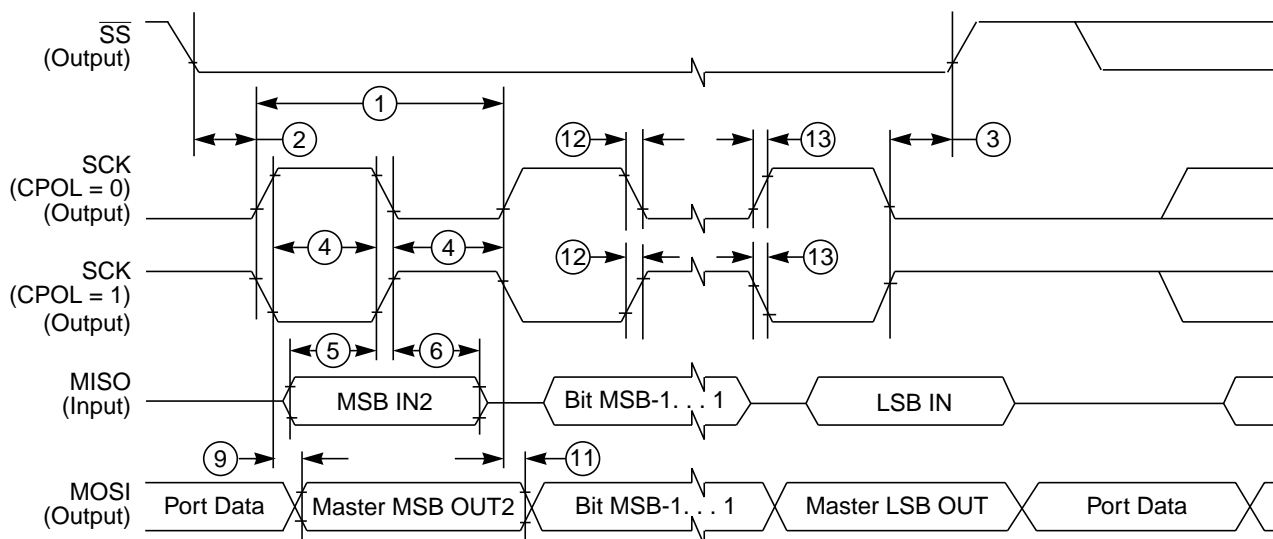 SS
(Output)
1
2
12
13
3
SCK
(CPOL = 0)
(Output)
4
4
SCK
(CPOL = 1)
(Output)
12
13
5
6
MISO
(Input)
MSB IN2
Bit MSB-1. . . 1
LSB IN
9
11
MOSI
(Output)
Port Data
Master MSB OUT2
Bit MSB-1. . . 1
Master LSB OUT
Port Data